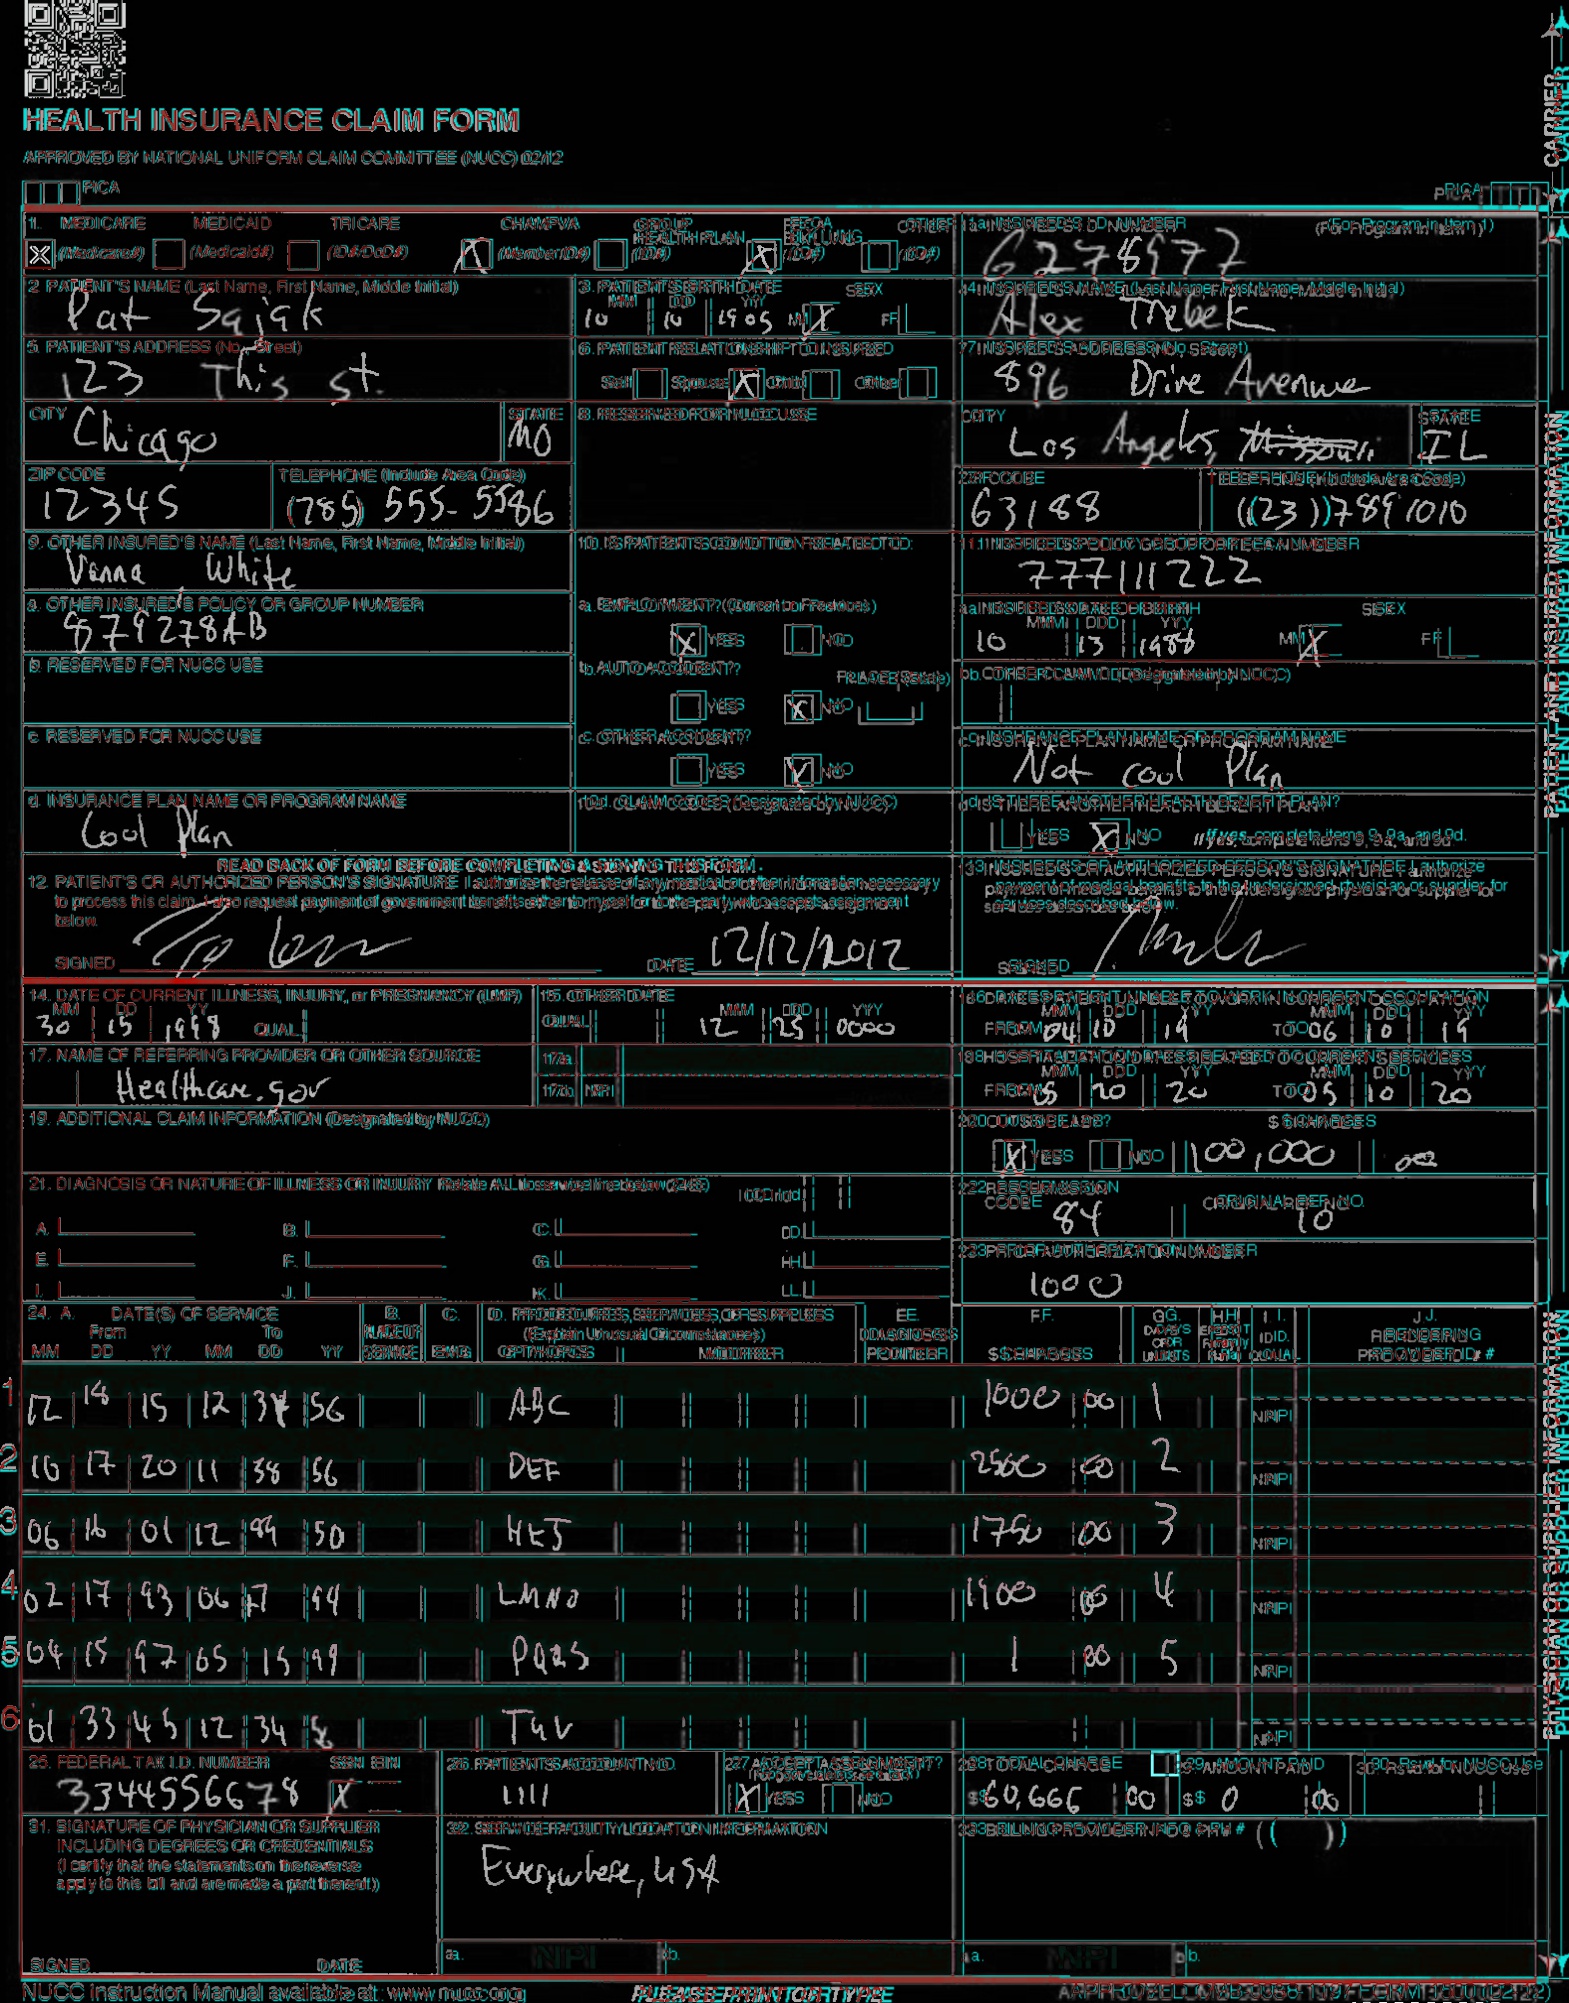 HEALTH INSURANCE CLAIM FORM
APPROVED BY NATIONAL UNIFORM CLAIM COMMITTEE (NUCC) 02/12
PICA PICA
1. MEDICARE MEDICAID TRICARE CHAMPVA GROUP HEALTH PLAN FECA BLK LUNG OTHER 1a. INSURED'S I.D. NUMBER (For Program in Item 1)
X (Medicare#) (Medicaid#) (ID#/DoD#) X (Member ID#) (ID#) X (ID#) (ID#) 6278977
2. PATIENT'S NAME (Last Name, First Name, Middle Initial) 3. PATIENT'S BIRTH DATE SEX 4. INSURED'S NAME (Last Name, First Name, Middle Initial)
MM DD YY
Pat Sajak 10 10 1905 M X F Alex Trebek
5. PATIENT'S ADDRESS (No., Street) 6. PATIENT RELATIONSHIP TO INSURED 7. INSURED'S ADDRESS (No., Street)
123 This st. Self Spouse X Child Other 896 Drive Avenue
CITY STATE 8. RESERVED FOR NUCC USE CITY STATE
Chicago MO Los Angeles, Missouri IL
ZIP CODE TELEPHONE (Include Area Code) ZIP CODE TELEPHONE (Include Area Code)
12345 (785) 555-5586 63188 (23) 7891010
9. OTHER INSURED'S NAME (Last Name, First Name, Middle Initial) 10. IS PATIENT'S CONDITION RELATED TO: 11. INSURED'S POLICY GROUP OR FECA NUMBER
Vanna White 777111222
a. OTHER INSURED'S POLICY OR GROUP NUMBER a. EMPLOYMENT? (Current or Previous) a. INSURED'S DATE OF BIRTH SEX
MM DD YY
879278AB X YES NO 10 13 1988 M X F
b. RESERVED FOR NUCC USE b. AUTO ACCIDENT? PLACE (State) b. OTHER CLAIM ID (Designated by NUCC)
YES X NO
c. RESERVED FOR NUCC USE c. OTHER ACCIDENT? c. INSURANCE PLAN NAME OR PROGRAM NAME
YES X NO Not cool Plan
d. INSURANCE PLAN NAME OR PROGRAM NAME 10d. CLAIM CODES (Designated by NUCC) d. IS THERE ANOTHER HEALTH BENEFIT PLAN?
Cool Plan YES X NO If yes, complete items 9, 9a, and 9d.
READ BACK OF FORM BEFORE COMPLETING & SIGNING THIS FORM.
12. PATIENT'S OR AUTHORIZED PERSON'S SIGNATURE I authorize the release of any medical or other information necessary
to process this claim. I also request payment of government benefits either to myself or to the party who accepts assignment
below.
SIGNED DATE 12/12/2012
13. INSURED'S OR AUTHORIZED PERSON'S SIGNATURE I authorize
payment of medical benefits to the undersigned physician or supplier for
services described below.
SIGNED
14. DATE OF CURRENT ILLNESS, INJURY, or PREGNANCY (LMP) 15. OTHER DATE 16. DATES PATIENT UNABLE TO WORK IN CURRENT OCCUPATION
MM DD YY MM DD YY MM DD YY MM DD YY
30 15 1998 QUAL. QUAL. 12 25 0000 FROM 04 10 19 TO 06 10 19
17. NAME OF REFERRING PROVIDER OR OTHER SOURCE 17a. 18. HOSPITALIZATION DATES RELATED TO CURRENT SERVICES
MM DD YY MM DD YY
Healthcare.gov 17b. NPI FROM 05 20 20 TO 05 10 20
19. ADDITIONAL CLAIM INFORMATION (Designated by NUCC) 20. OUTSIDE LAB? $ CHARGES
X YES NO 100,000 00
21. DIAGNOSIS OR NATURE OF ILLNESS OR INJURY Relate A-L to service line below (24E) ICD Ind. 22. RESUBMISSION CODE ORIGINAL REF. NO.
84 10
A. B. C. D.
E. F. G. H. 23. PRIOR AUTHORIZATION NUMBER
I. J. K. L. 1000
24. A. DATE(S) OF SERVICE B. C. D. PROCEDURES, SERVICES, OR SUPPLIES E. F. G. H. I. J.
From To PLACE OF (Explain Unusual Circumstances) DIAGNOSIS DAYS OR ID. RENDERING
MM DD YY MM DD YY SERVICE EMG CPT/HCPCS MODIFIER POINTER $ CHARGES UNITS QUAL. PROVIDER ID. #
1 12 18 15 12 34 56 ABC 1000 00 1 NPI
2 10 17 20 11 38 56 DEF 2500 00 2 NPI
3 06 16 01 12 89 50 HIJ 1750 00 3 NPI
4 02 17 93 06 17 94 LMNO 1900 00 4 NPI
5 04 15 97 05 15 99 PQRS 1 00 5 NPI
6 01 33 45 12 34 TUV NPI
25. FEDERAL TAX I.D. NUMBER SSN EIN 26. PATIENT'S ACCOUNT NO. 27. ACCEPT ASSIGNMENT? 28. TOTAL CHARGE 29. AMOUNT PAID 30. Rsvd for NUCC Use
3344556678 X 1111 X YES NO $ 60,666 00 $ 0 00
31. SIGNATURE OF PHYSICIAN OR SUPPLIER 32. SERVICE FACILITY LOCATION INFORMATION 33. BILLING PROVIDER INFO & PH # ( )
INCLUDING DEGREES OR CREDENTIALS
(I certify that the statements on the reverse
apply to this bill and are made a part thereof.)
Everywhere, USA
SIGNED DATE a. NPI b. a. NPI b.
NUCC Instruction Manual available at: www.nucc.org PLEASE PRINT OR TYPE APPROVED OMB-0938-1197 FORM 1500 (02-12)
CARRIER
PATIENT AND INSURED INFORMATION
PHYSICIAN OR SUPPLIER INFORMATION